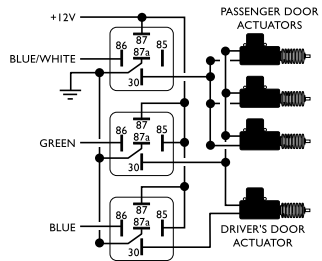 PASSENGER DOOR
ACTUATORS
+12V
87
BLUE/WHITE
86
87a
85
30
87
GREEN
86
87a
85
30
87
BLUE
86
87a
85
30
DRIVER'S DOOR
ACTUATOR